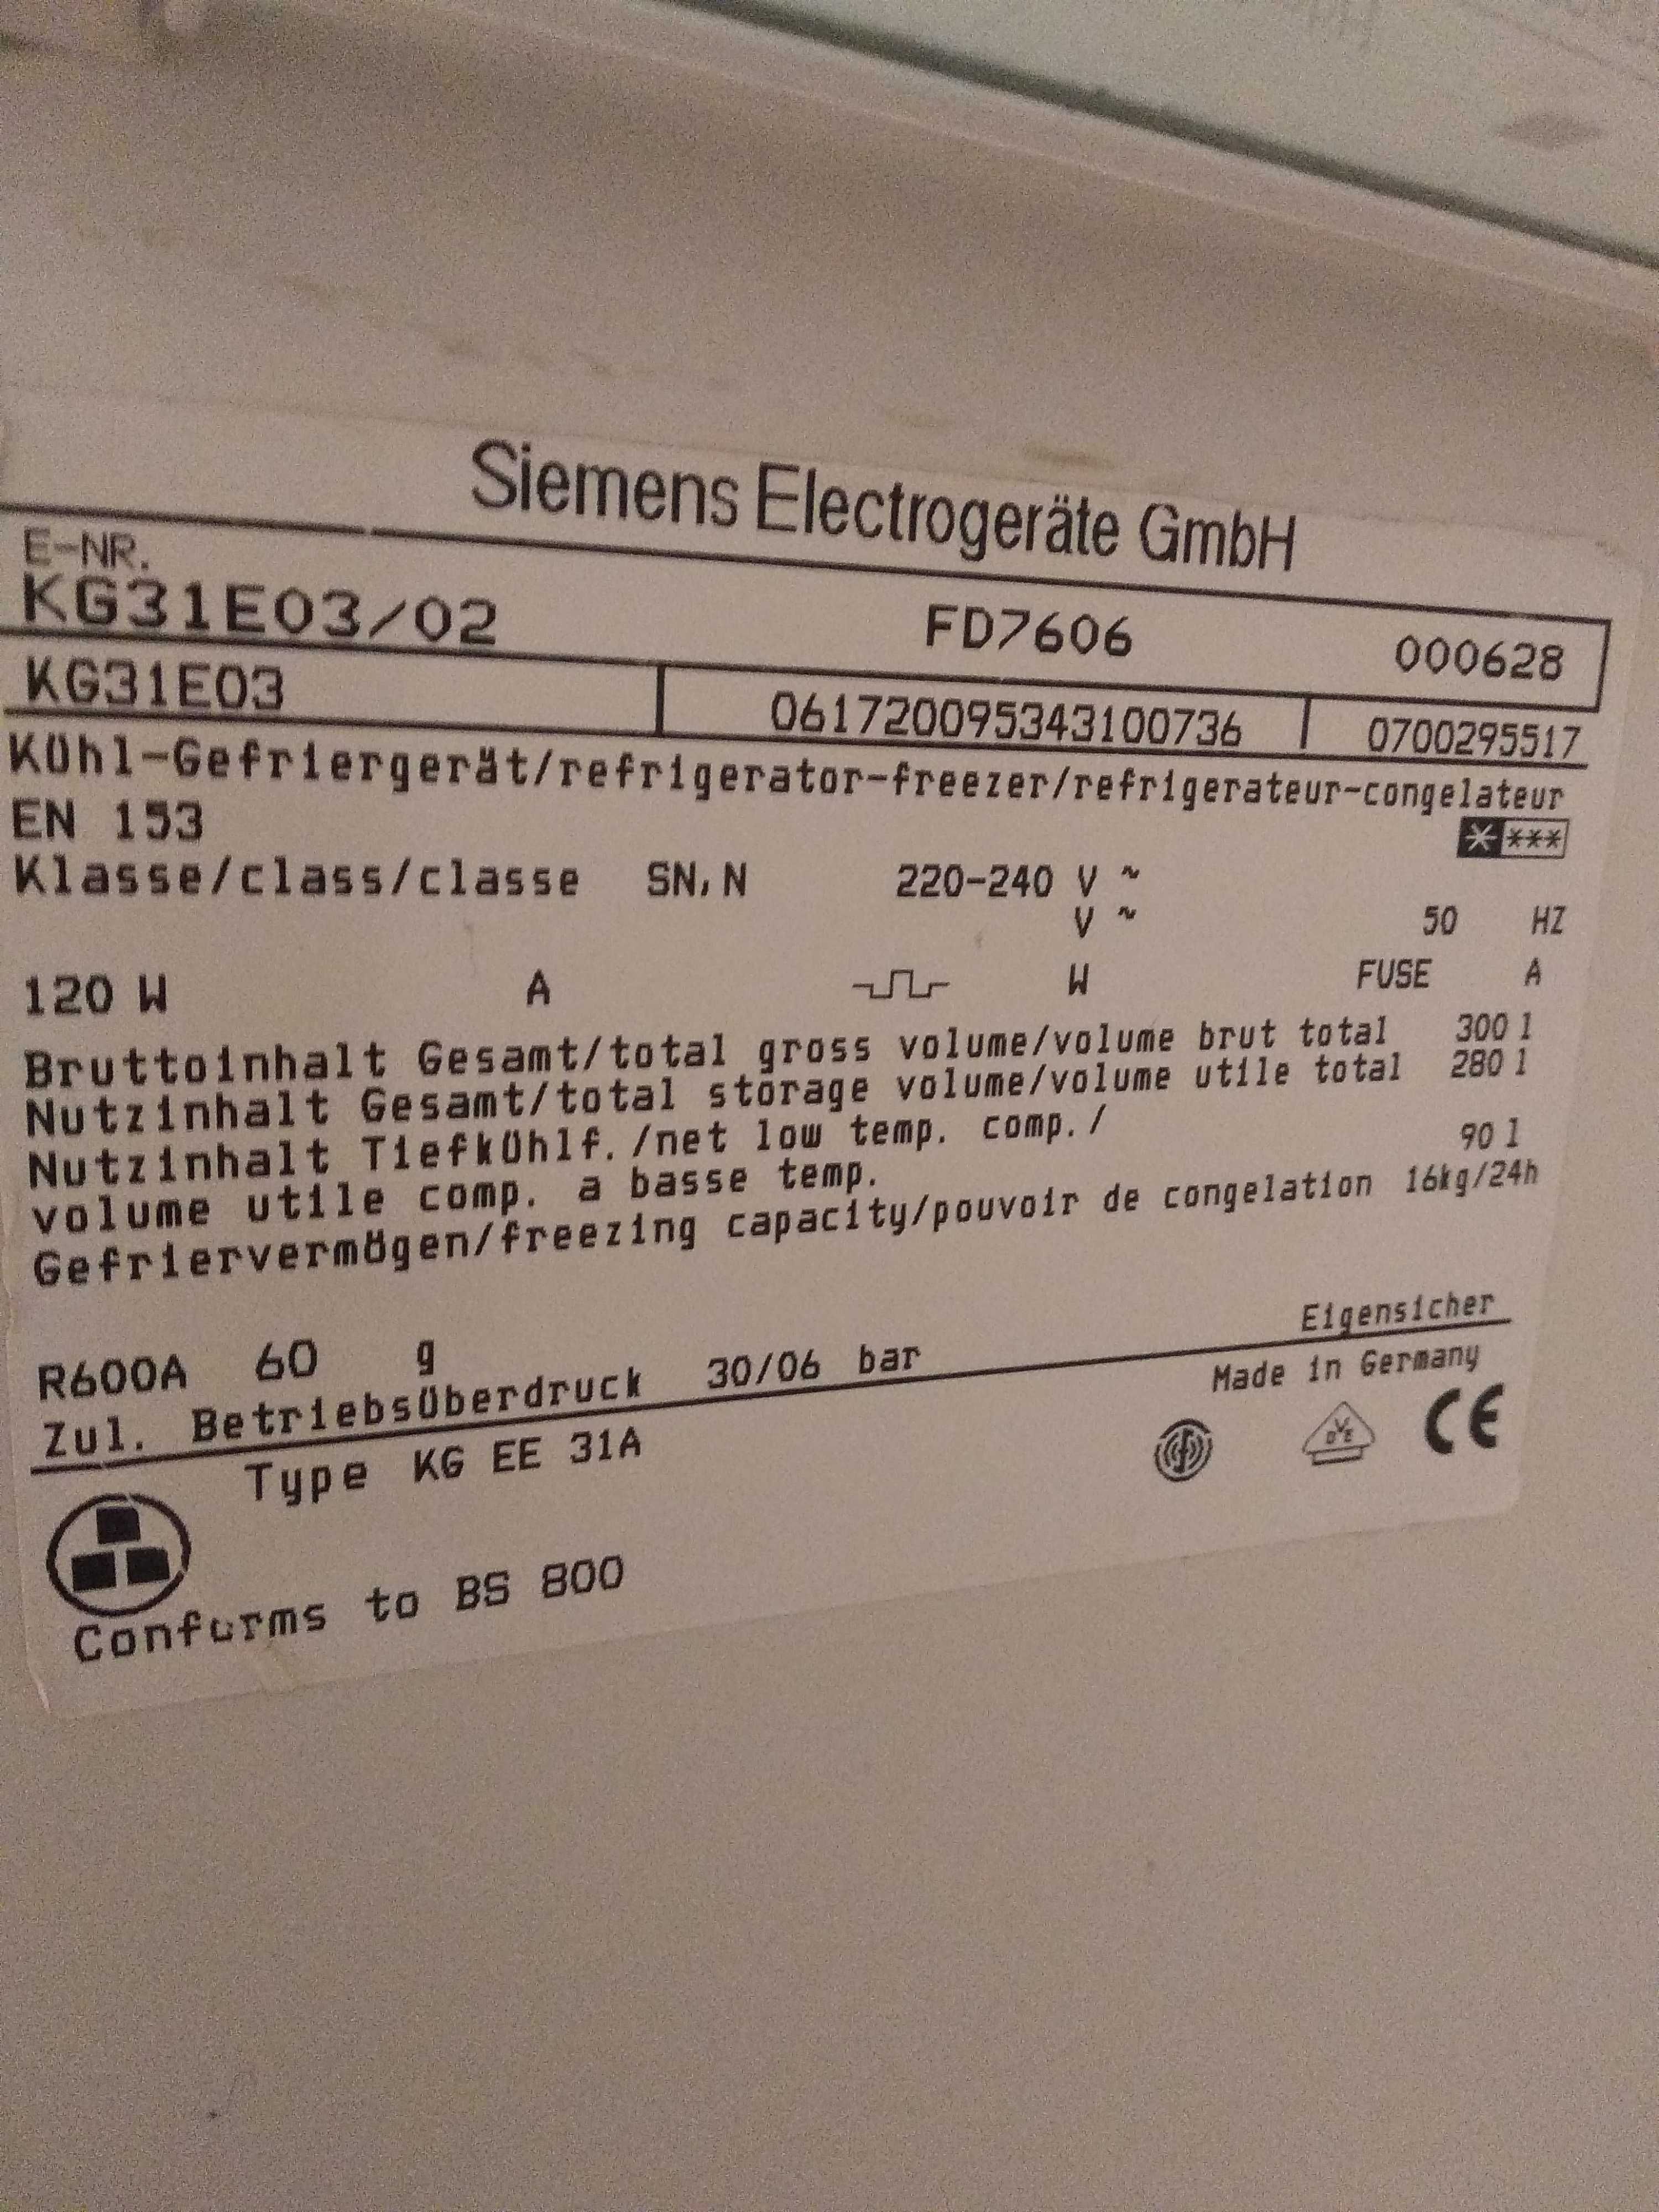 Siemens Electrogeräte GmbH
E-NR.
KG31E03/02 FD7606 000628
KG31E03 061720095343100736 0700295517
Kühl-Gefriergerät/refrigerator-freezer/refrigerateur-congelateur
EN 153 * ***
Klasse/class/classe SN,N 220-240 V ~
V ~ 50 HZ
120 W A W FUSE A
Bruttoinhalt Gesamt/total gross volume/volume brut total 300 l
Nutzinhalt Gesamt/total storage volume/volume utile total 280 l
Nutzinhalt Tiefkühlf./net low temp. comp./ 90 l
volume utile comp. a basse temp.
Gefriervermögen/freezing capacity/pouvoir de congelation 16kg/24h
Eigensicher
R600A 60 g
Zul. Betriebsüberdruck 30/06 bar
Made in Germany
Type KG EE 31A
DVE CE
Conforms to BS 800